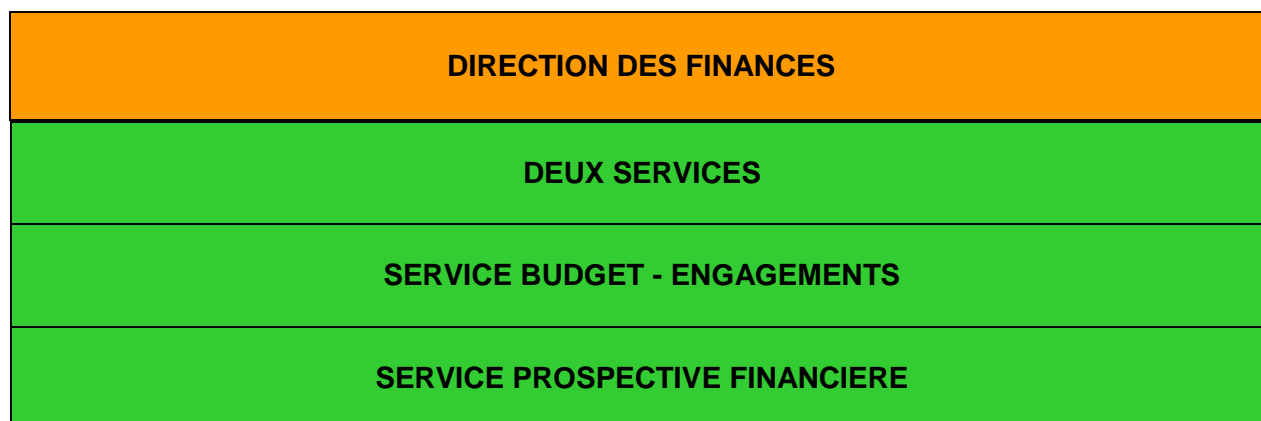 DIRECTION DES FINANCES
DEUX SERVICES
SERVICE BUDGET - ENGAGEMENTS
SERVICE PROSPECTIVE FINANCIERE